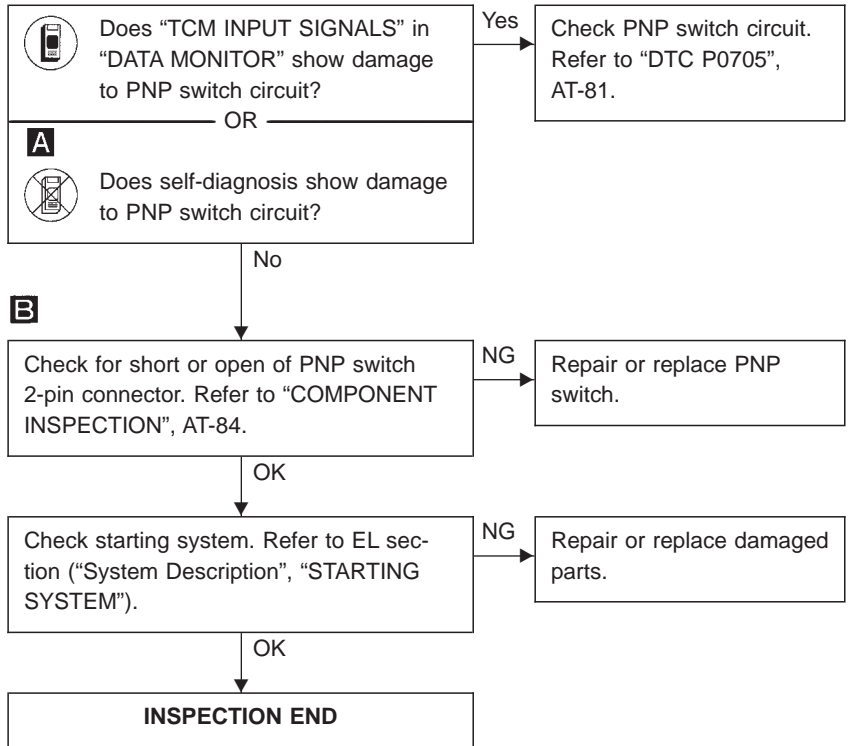 Does “TCM INPUT SIGNALS” in
“DATA MONITOR” show damage
to PNP switch circuit?
Yes
Check PNP switch circuit.
Refer to “DTC P0705”,
AT-81.
OR
A
Does self-diagnosis show damage
to PNP switch circuit?
No
B
Check for short or open of PNP switch
2-pin connector. Refer to “COMPONENT
INSPECTION”, AT-84.
NG
Repair or replace PNP
switch.
OK
Check starting system. Refer to EL sec-
tion (“System Description”, “STARTING
SYSTEM”).
NG
Repair or replace damaged
parts.
OK
INSPECTION END